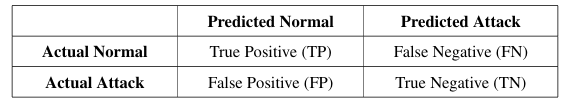 Predicted Normal Predicted Attack
Actual Normal True Positive (TP) False Negative (FN)
Actual Attack False Positive (FP) True Negative (TN)